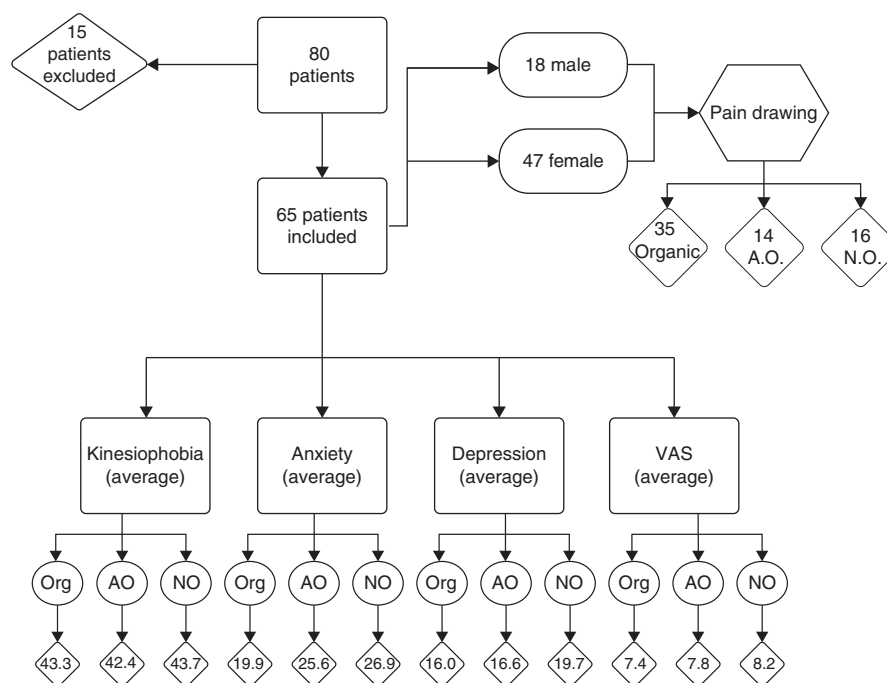 15
patients
excluded
80
patients
18 male
47 female
Pain drawing
65 patients
included
35
Organic
14
A.O.
16
N.O.
Kinesiophobia
(average)
Anxiety
(average)
Depression
(average)
VAS
(average)
Org
AO
NO
Org
AO
NO
Org
AO
NO
Org
AO
NO
43.3
42.4
43.7
19.9
25.6
26.9
16.0
16.6
19.7
7.4
7.8
8.2